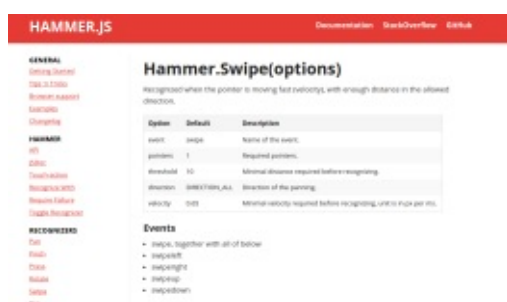 HAMMER.JS
Documentation StackOverflow GitHub
GENERAL
Getting Started
Tips 'n Tricks
Browser support
Examples
Changelog
HAMMER
API
Touch-action
Recognize With
Require Failure
Toggle Recognizer
RECOGNIZERS
Pan
Pinch
Press
Rotate
Swipe
Hammer.Swipe(options)
Recognized when the pointer is moving fast (velocity), with enough distance in the allowed
direction.
Option Default Description
event swipe Name of the event.
pointers 1 Required pointers.
threshold 10 Minimal distance required before recognizing.
direction DIRECTION_ALL Direction of the panning.
velocity Minimal velocity required before recognizing, unit is in px per ms.
Events
• swipe, together with all of below
• swipeleft
• swiperight
• swipeup
• swipedown